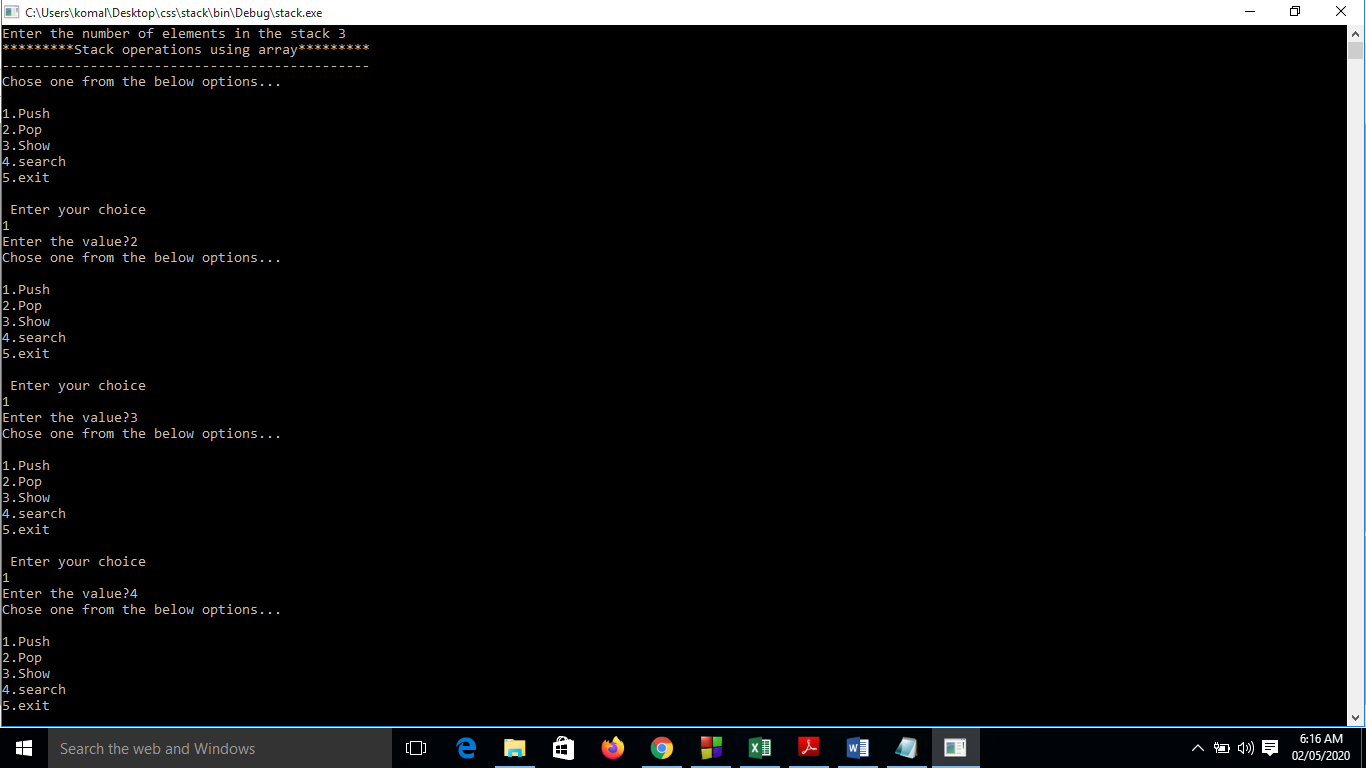 C:\Users\komal\Desktop\css\stack\bin\Debug\stack.exe
Enter the number of elements in the stack 3
*********Stack operations using array*********
----------------------------------------------
Chose one from the below options...
1.Push
2.Pop
3.Show
4.search
5.exit
Enter your choice
1
Enter the value?2
Chose one from the below options...
1.Push
2.Pop
3.Show
4.search
5.exit
Enter your choice
1
Enter the value?3
Chose one from the below options...
1.Push
2.Pop
3.Show
4.search
5.exit
Enter your choice
1
Enter the value?4
Chose one from the below options...
1.Push
2.Pop
3.Show
4.search
5.exit
Search the web and Windows
6:16 AM
02/05/2020